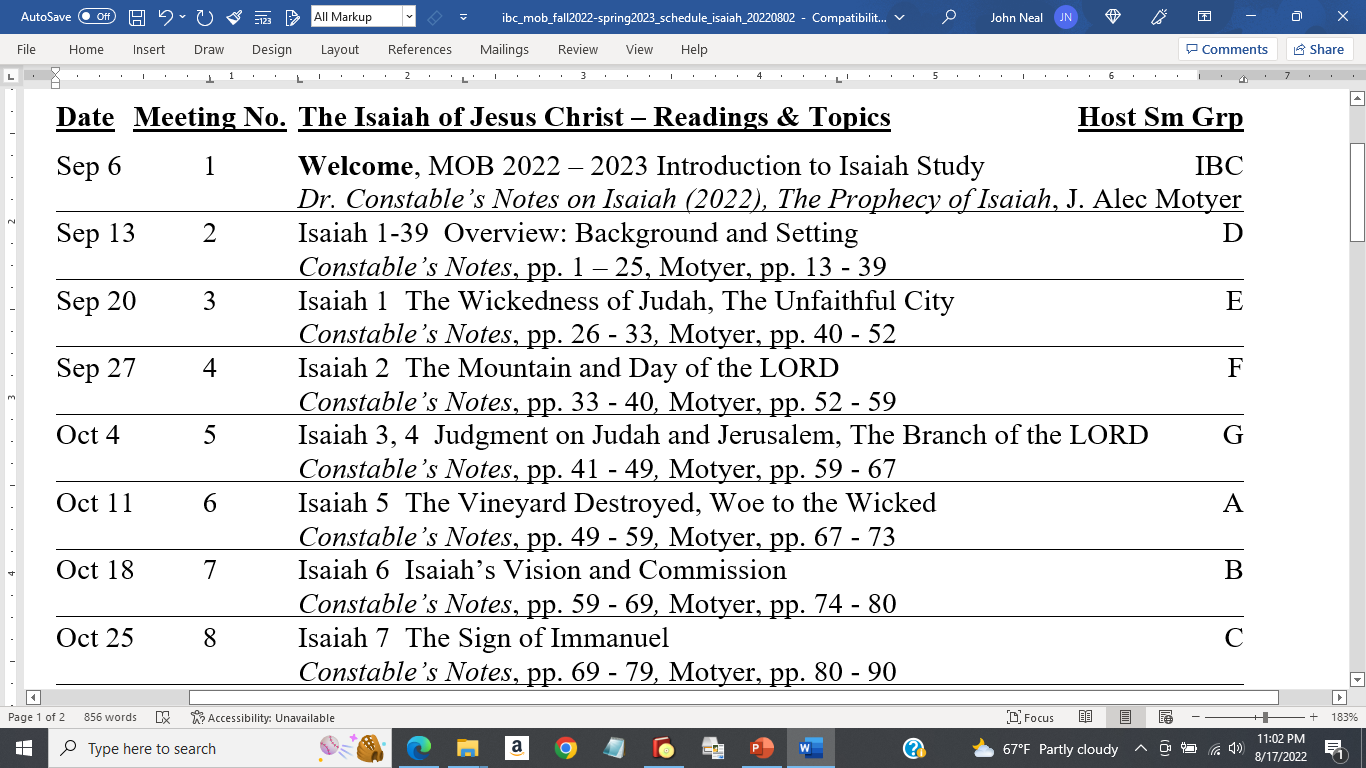 AutoSave Off All Markup ibc_mob_fall2022-spring2023_schedule_isaiah_20220802 - Compatibilit... John Neal JN
File Home Insert Draw Design Layout References Mailings Review View Help Comments Share
1 2 3 4 5 6 7
Date Meeting No. The Isaiah of Jesus Christ – Readings & Topics Host Sm Grp
Sep 6 1 Welcome, MOB 2022 – 2023 Introduction to Isaiah Study IBC
Dr. Constable’s Notes on Isaiah (2022), The Prophecy of Isaiah, J. Alec Motyer
Sep 13 2 Isaiah 1-39 Overview: Background and Setting D
Constable’s Notes, pp. 1 – 25, Motyer, pp. 13 - 39
Sep 20 3 Isaiah 1 The Wickedness of Judah, The Unfaithful City E
Constable’s Notes, pp. 26 - 33, Motyer, pp. 40 - 52
Sep 27 4 Isaiah 2 The Mountain and Day of the LORD F
Constable’s Notes, pp. 33 - 40, Motyer, pp. 52 - 59
Oct 4 5 Isaiah 3, 4 Judgment on Judah and Jerusalem, The Branch of the LORD G
Constable’s Notes, pp. 41 - 49, Motyer, pp. 59 - 67
Oct 11 6 Isaiah 5 The Vineyard Destroyed, Woe to the Wicked A
Constable’s Notes, pp. 49 - 59, Motyer, pp. 67 - 73
Oct 18 7 Isaiah 6 Isaiah’s Vision and Commission B
Constable’s Notes, pp. 59 - 69, Motyer, pp. 74 - 80
Oct 25 8 Isaiah 7 The Sign of Immanuel C
Constable’s Notes, pp. 69 - 79, Motyer, pp. 80 - 90
Page 1 of 2 856 words Accessibility: Unavailable Focus 183%
Type here to search 67°F Partly cloudy 11:02 PM
8/17/2022 1